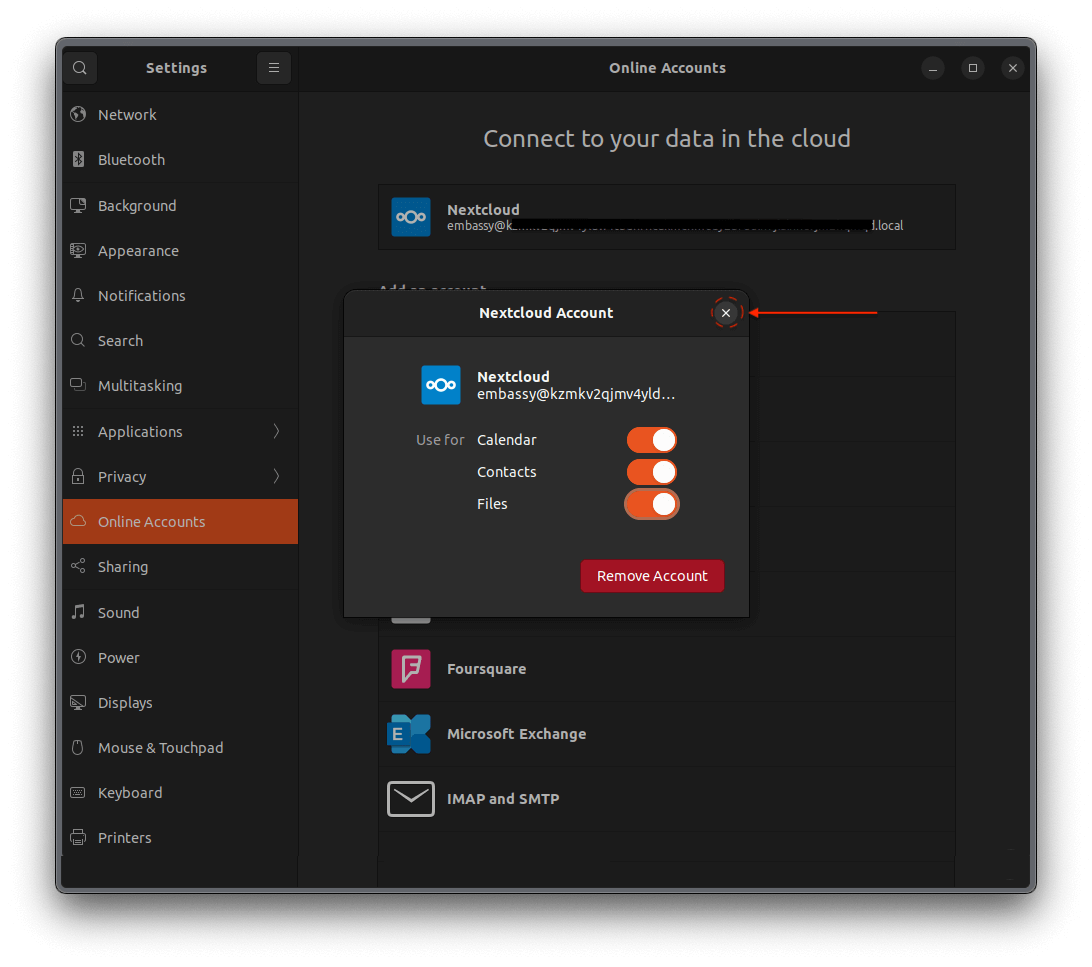 Settings
Network
Bluetooth
Background
Appearance
Notifications
Search
Multitasking
Applications
Privacy
Online Accounts
Sharing
Sound
Power
Displays
Mouse & Touchpad
Keyboard
Printers
Online Accounts
Connect to your data in the cloud
Nextcloud
embassy@k .local
Add an account
Nextcloud Account
Nextcloud
embassy@kzmkv2qjmv4yld...
Use for Calendar
Contacts
Files
Remove Account
Foursquare
Microsoft Exchange
IMAP and SMTP